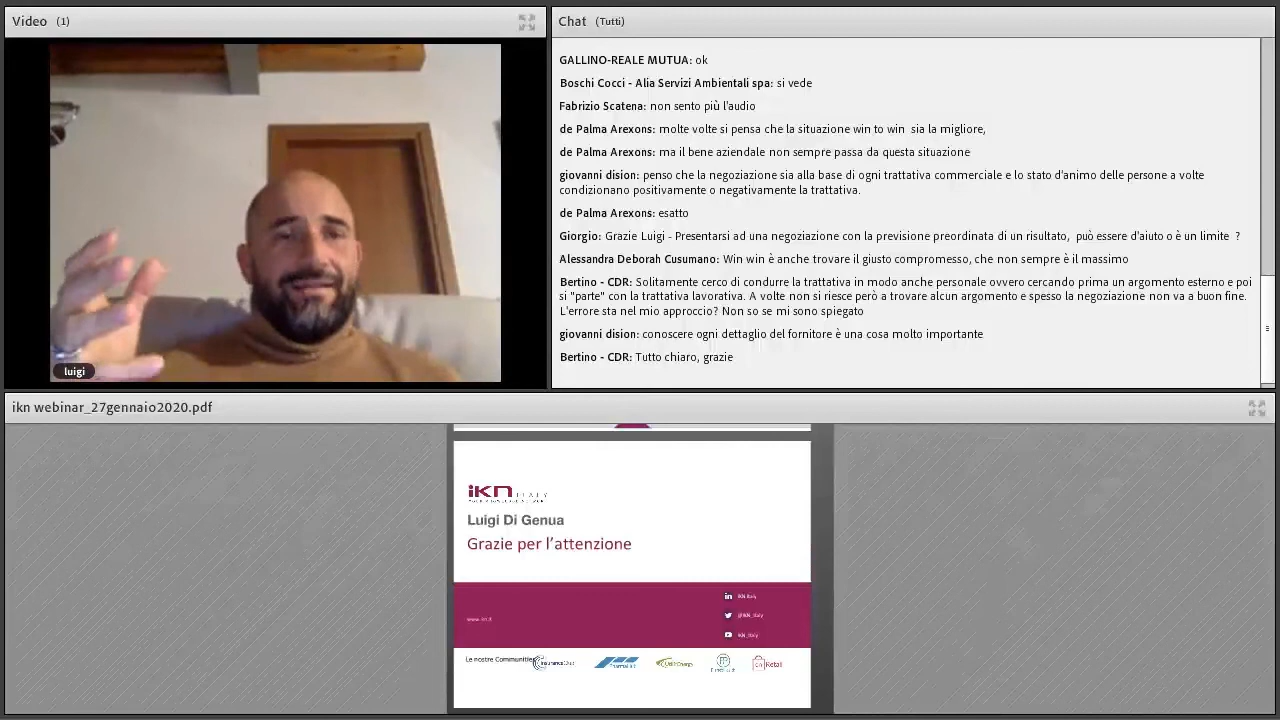 Video (1)
luigi
Chat (Tutti)
GALLINO-REALE MUTUA: ok
Boschi Cocci - Alia Servizi Ambientali spa: si vede
Fabrizio Scatena: non sento più l'audio
de Palma Arexons: molte volte si pensa che la situazione win to win sia la migliore,
de Palma Arexons: ma il bene aziendale non sempre passa da questa situazione
giovanni dision: penso che la negoziazione sia alla base di ogni trattativa commerciale e lo stato d'animo delle persone a volte
condizionano positivamente o negativamente la trattativa.
de Palma Arexons: esatto
Giorgio: Grazie Luigi - Presentarsi ad una negoziazione con la previsione preordinata di un risultato, può essere d'aiuto o è un limite ?
Alessandra Deborah Cusumano: Win win è anche trovare il giusto compromesso, che non sempre è il massimo
Bertino - CDR: Solitamente cerco di condurre la trattativa in modo anche personale ovvero cercando prima un argomento esterno e poi
si "parte" con la trattativa lavorativa. A volte non si riesce però a trovare alcun argomento e spesso la negoziazione non va a buon fine.
L'errore sta nel mio approccio? Non so se mi sono spiegato
giovanni dision: conoscere ogni dettaglio del fornitore è una cosa molto importante
Bertino - CDR: Tutto chiaro, grazie
ikn webinar_27gennaio2020.pdf
iKN ITALY
Luigi Di Genua
Grazie per l'attenzione
IKN Italy
@IKN_Italy
IKN_Italy
Le nostre Communities
Retail